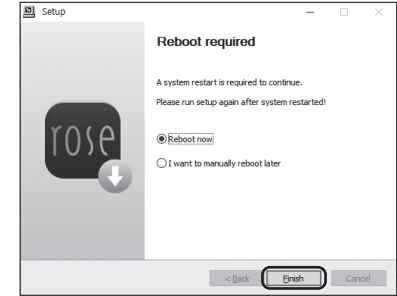 Setup
Reboot required
A system restart is required to continue.
Please run setup again after system restarted!
rose
Reboot now
I want to manually reboot later
< Back
Finish
Cancel